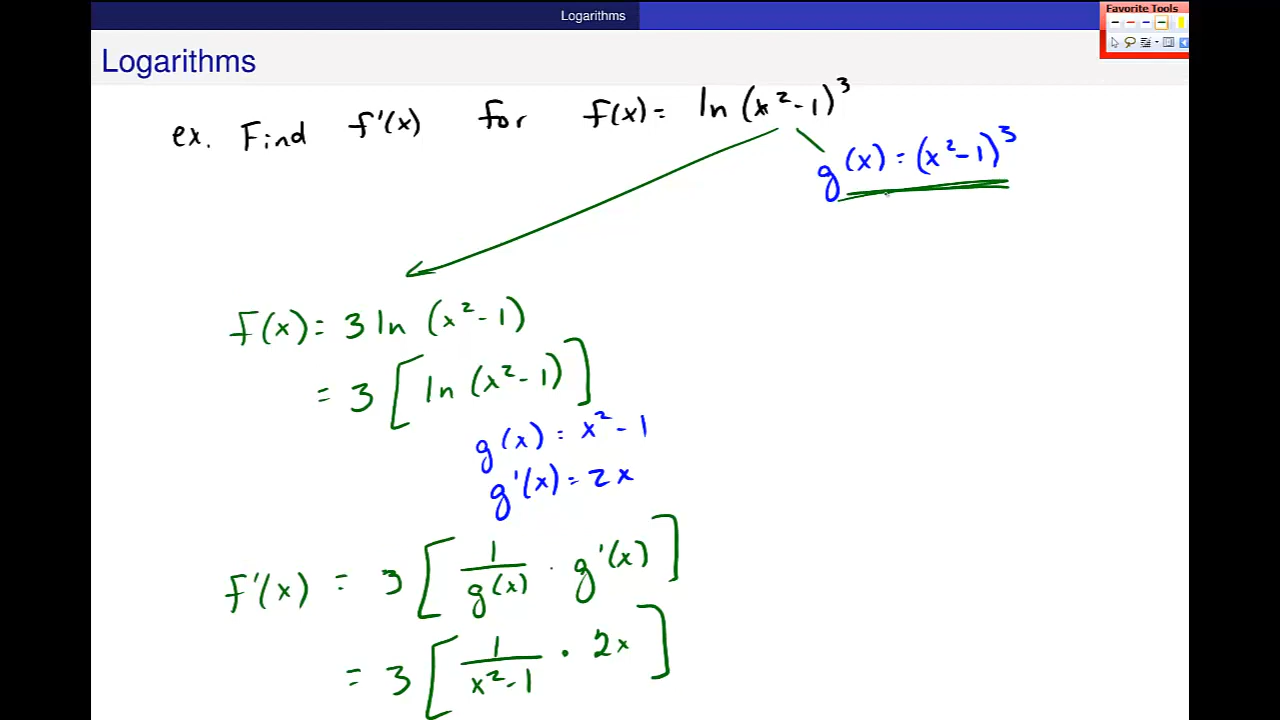 Logarithms
Favorite Tools
Logarithms
ex. Find f'(x) for f(x) = ln (x²-1)³
g(x) = (x²-1)³
f(x) = 3 ln (x²-1)
= 3 [ ln (x²-1) ]
g(x) = x²-1
g'(x) = 2x
f'(x) = 3 [ 1/g(x) · g'(x) ]
= 3 [ 1/(x²-1) · 2x ]